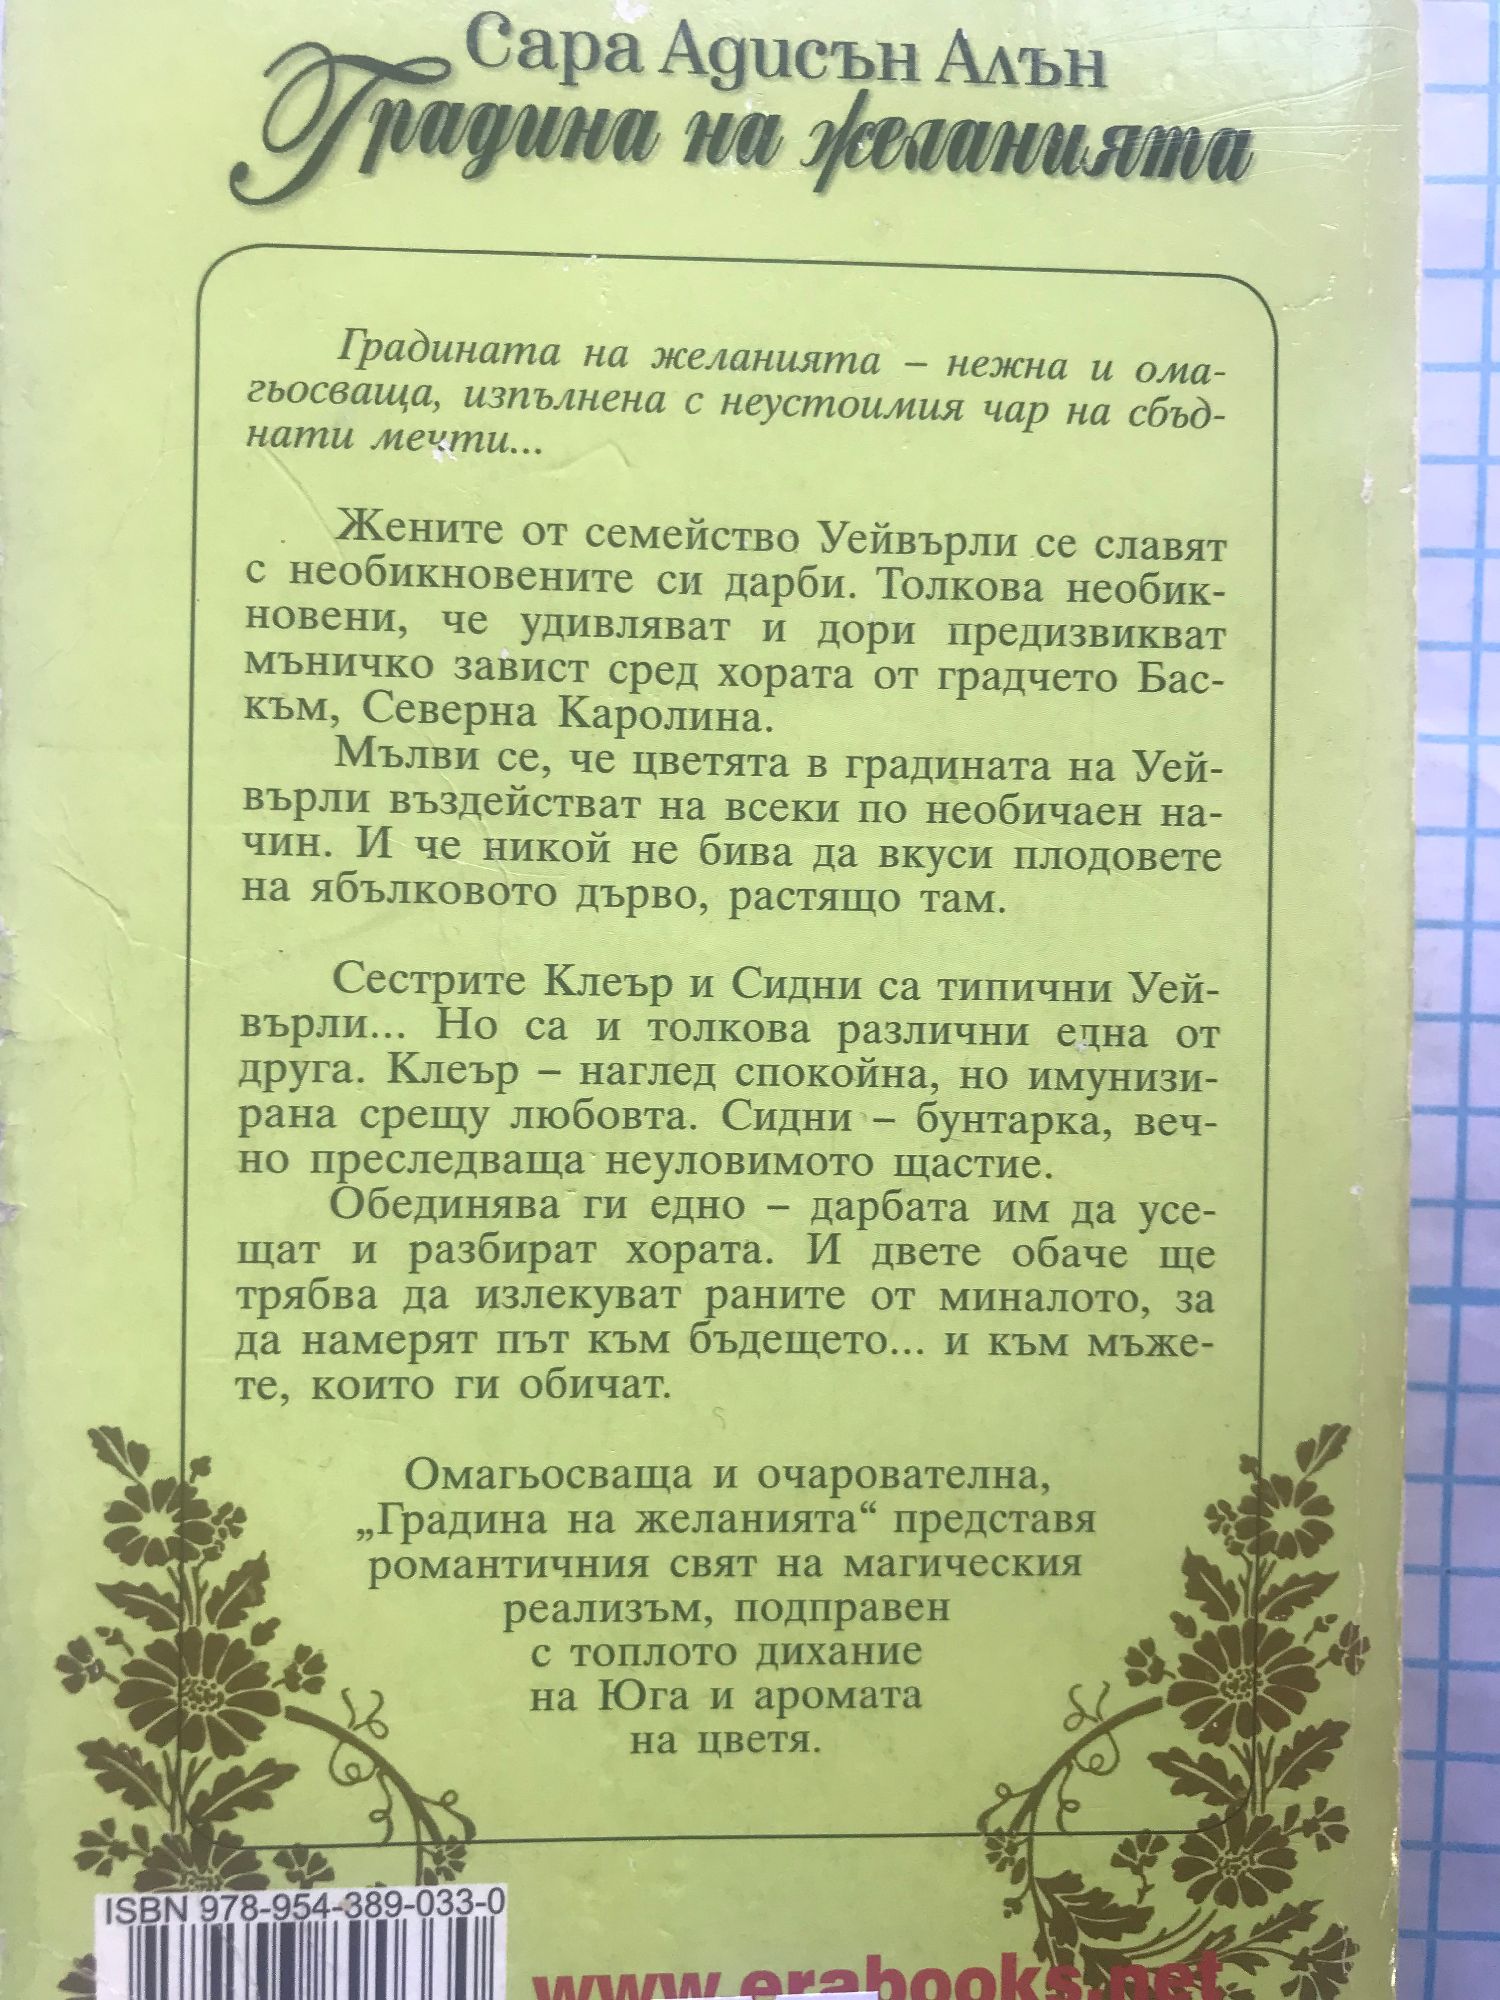 Сара Адисън Алън
Градина на желанията
Градината на желанията – нежна и ома-
гьосваща, изпълнена с неустоимия чар на сбъд-
нати мечти...
Жените от семейство Уейвърли се славят
с необикновените си дарби. Толкова необик-
новени, че удивляват и дори предизвикват
мъничко завист сред хората от градчето Бас-
към, Северна Каролина.
Мълви се, че цветята в градината на Уей-
върли въздействат на всеки по необичаен на-
чин. И че никой не бива да вкуси плодовете
на ябълковото дърво, растящо там.
Сестрите Клеър и Сидни са типични Уей-
върли... Но са и толкова различни една от
друга. Клеър – наглед спокойна, но имунизи-
рана срещу любовта. Сидни – бунтарка, веч-
но преследваща неуловимото щастие.
Обединява ги едно – дарбата им да усе-
щат и разбират хората. И двете обаче ще
трябва да излекуват раните от миналото, за
да намерят път към бъдещето... и към мъже-
те, които ги обичат.
Омагьосваща и очарователна,
„Градина на желанията“ представя
романтичния свят на магическия
реализъм, подправен
с топлото дихание
на Юга и аромата
на цветя.
ISBN 978-954-389-033-0
www.erabooks.net